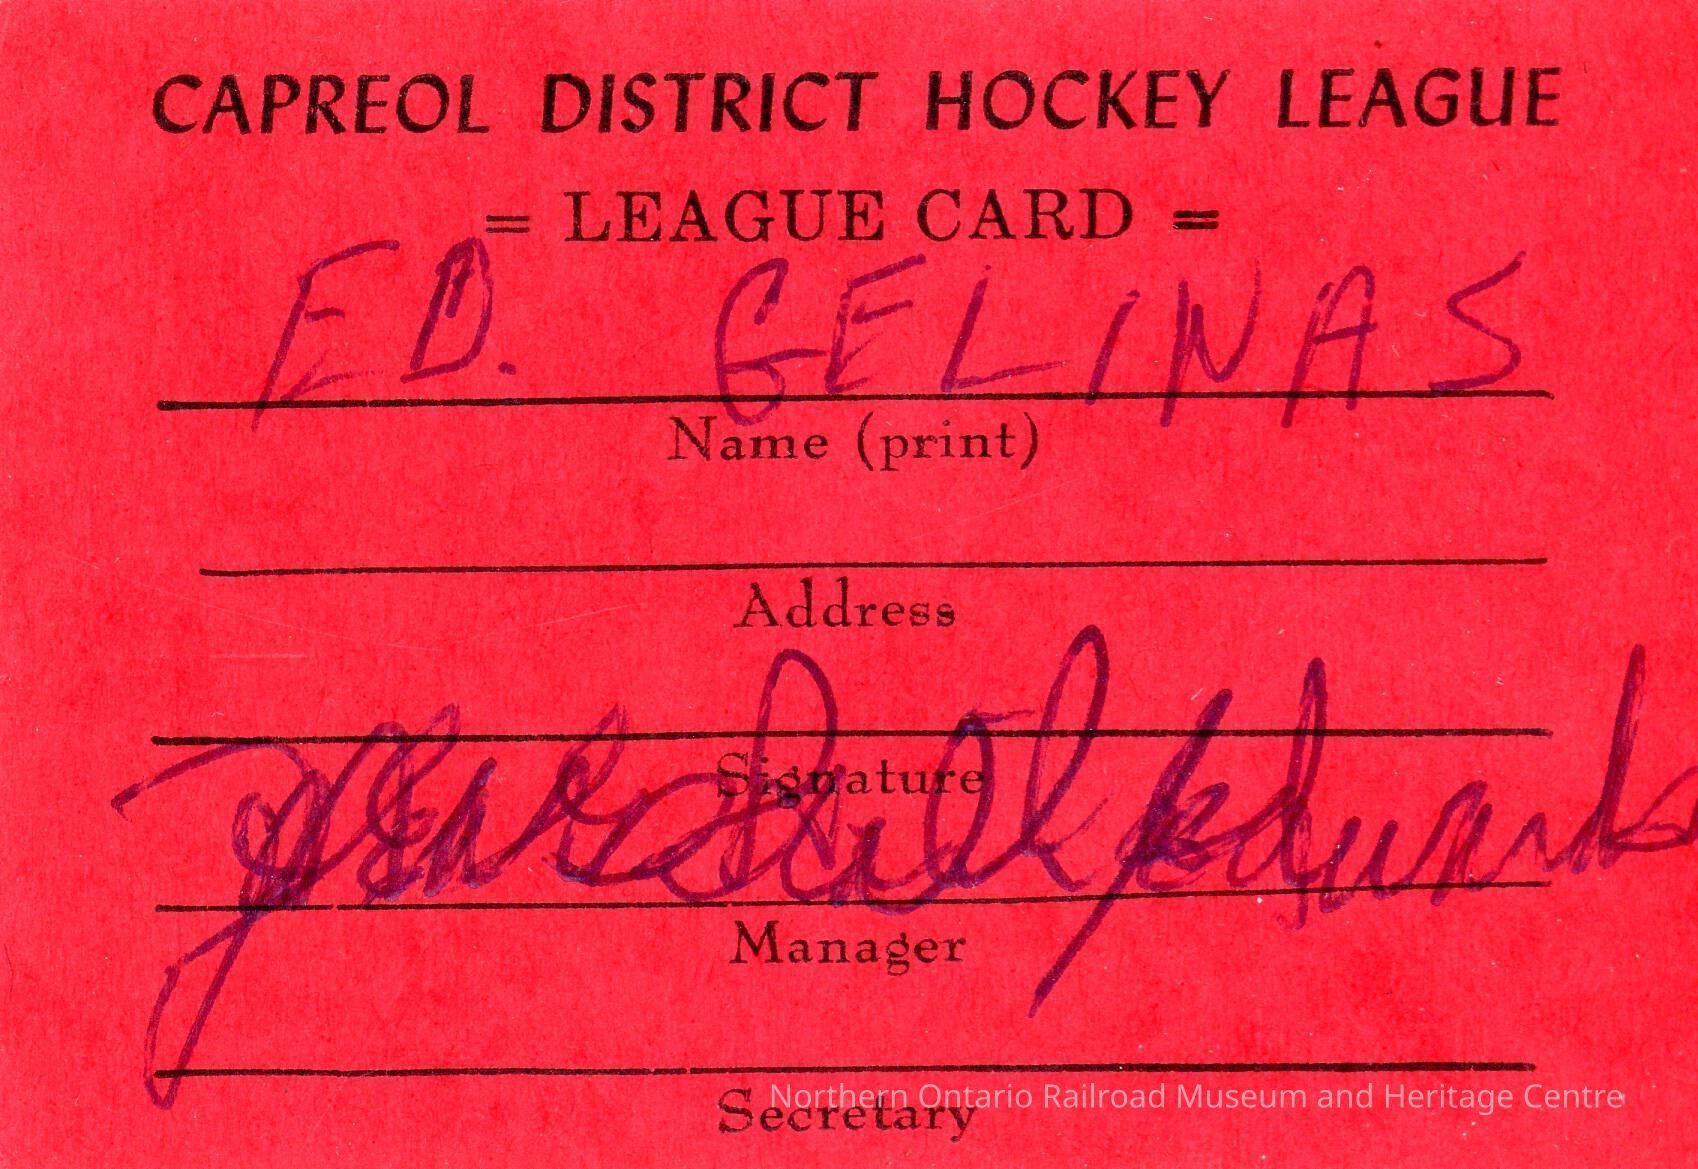 CAPREOL DISTRICT HOCKEY LEAGUE
= LEAGUE CARD =
ED. GELINAS
Name (print)
Address
Signature
Manager
Northern Ontario Railroad Museum and Heritage Centre
Secretary